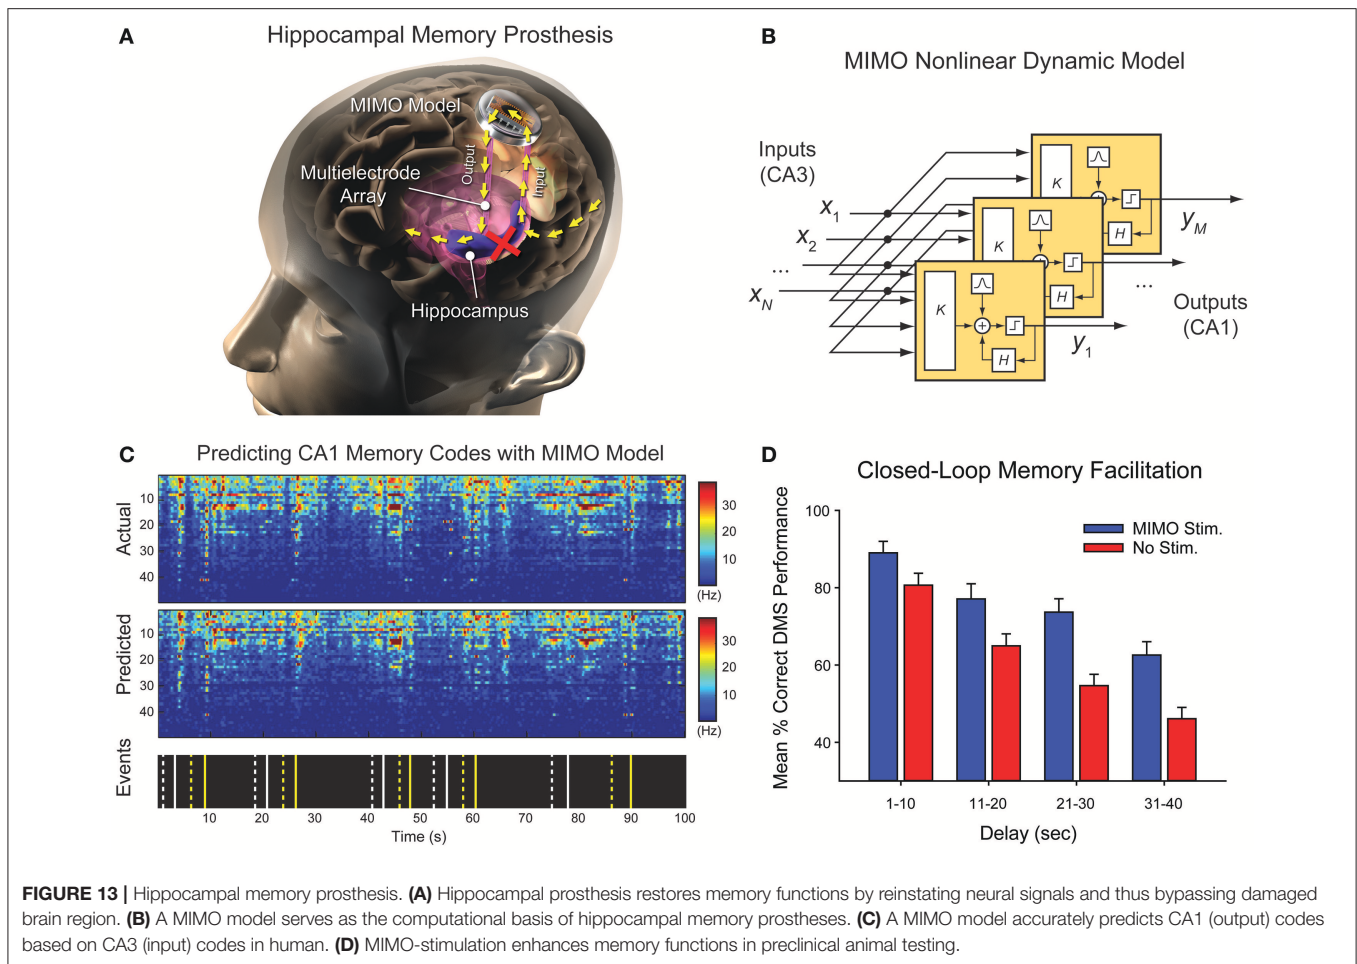 A
Hippocampal Memory Prosthesis
MIMO Model
Multielectrode
Array
Output
Input
Hippocampus
B
MIMO Nonlinear Dynamic Model
Inputs
(CA3)
x1
x2
...
xN
K
H
yM
K
H
...
K
H
y1
Outputs
(CA1)
C
Predicting CA1 Memory Codes with MIMO Model
Actual
10
20
30
40
30
20
10
(Hz)
Predicted
10
20
30
40
30
20
10
(Hz)
Events
10 20 30 40 50 60 70 80 90 100
Time (s)
D
Closed-Loop Memory Facilitation
Mean % Correct DMS Performance
100
80
60
40
MIMO Stim.
No Stim.
1-10 11-20 21-30 31-40
Delay (sec)
FIGURE 13 | Hippocampal memory prosthesis. (A) Hippocampal prosthesis restores memory functions by reinstating neural signals and thus bypassing damaged
brain region. (B) A MIMO model serves as the computational basis of hippocampal memory prostheses. (C) A MIMO model accurately predicts CA1 (output) codes
based on CA3 (input) codes in human. (D) MIMO-stimulation enhances memory functions in preclinical animal testing.